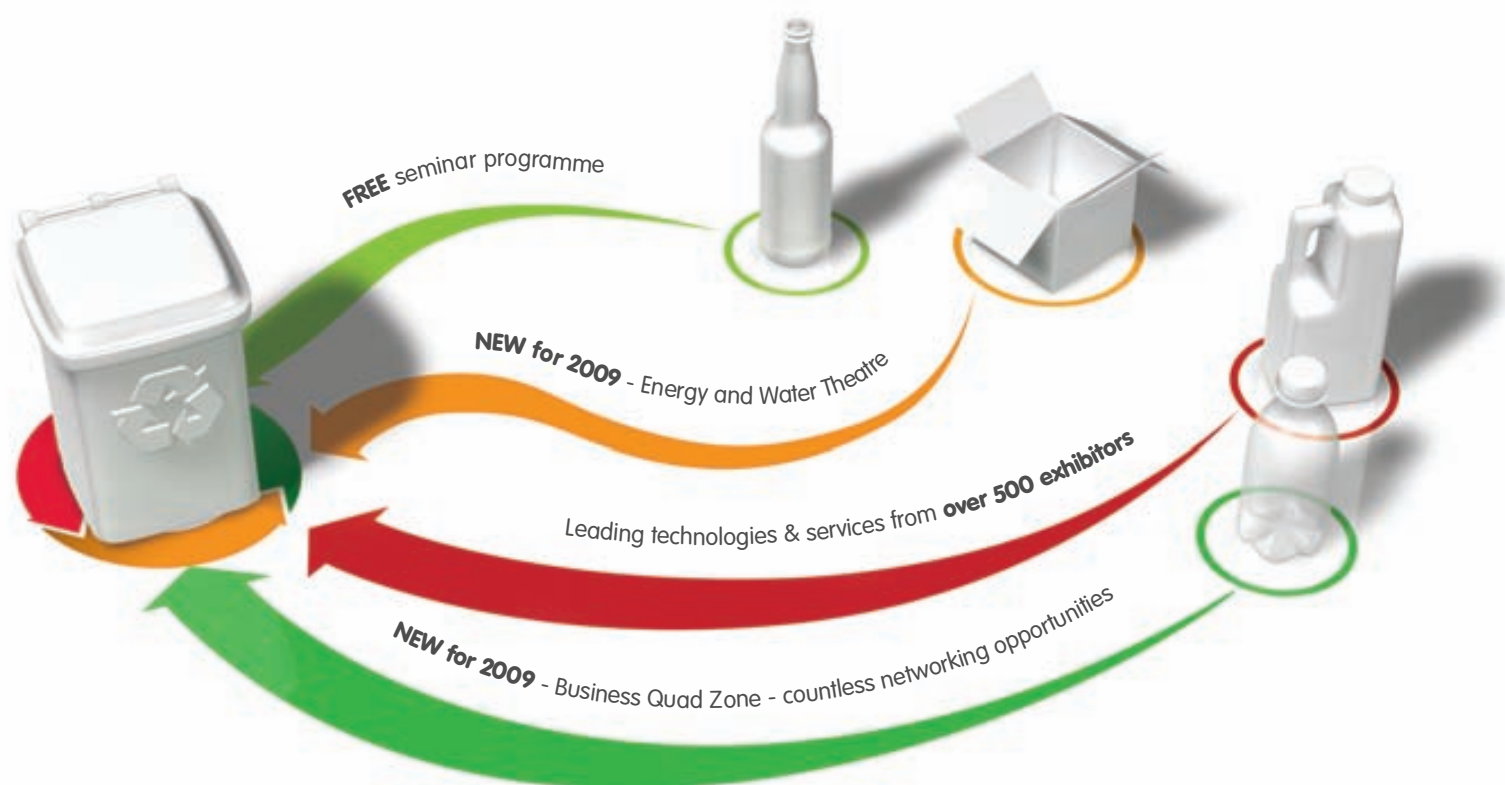 FREE seminar programme
NEW for 2009 - Energy and Water Theatre
Leading technologies & services from over 500 exhibitors
NEW for 2009 - Business Quad Zone - countless networking opportunities